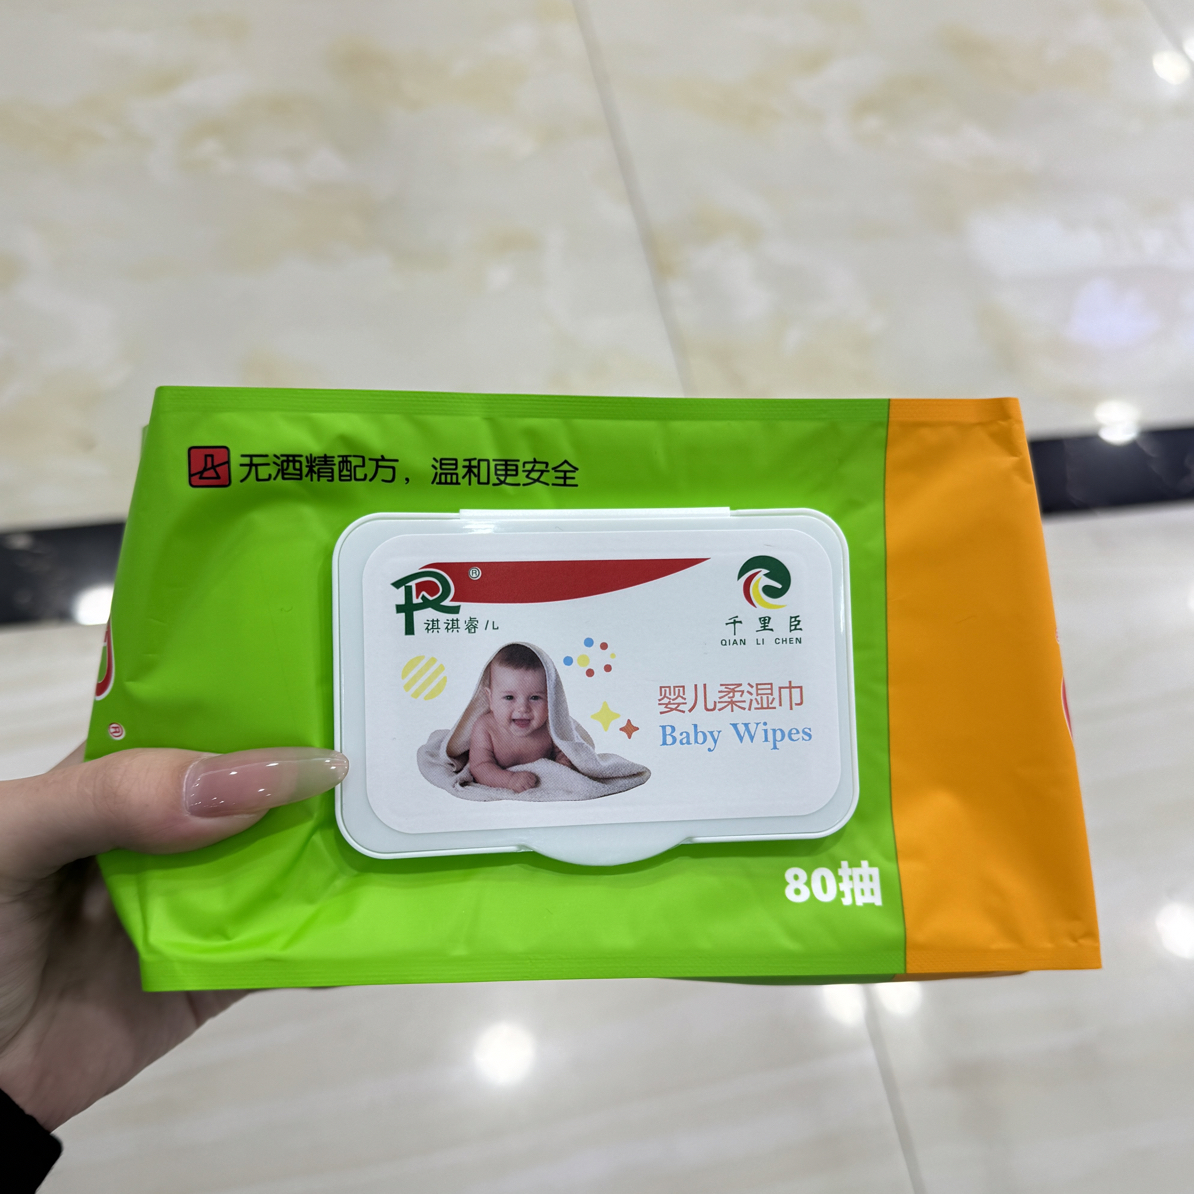 无酒精配方，温和更安全
R®
祺祺睿儿
千里臣
QIAN LI CHEN
婴儿柔湿巾
Baby Wipes
80抽
®